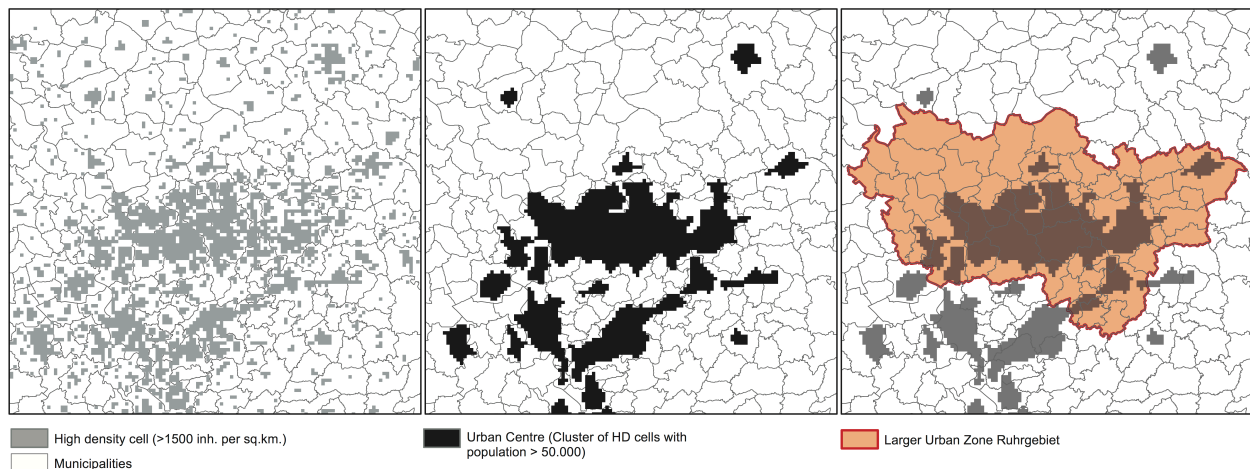 High density cell (>1500 inh. per sq.km.)
Municipalities
Urban Centre (Cluster of HD cells with
population > 50.000)
Larger Urban Zone Ruhrgebiet